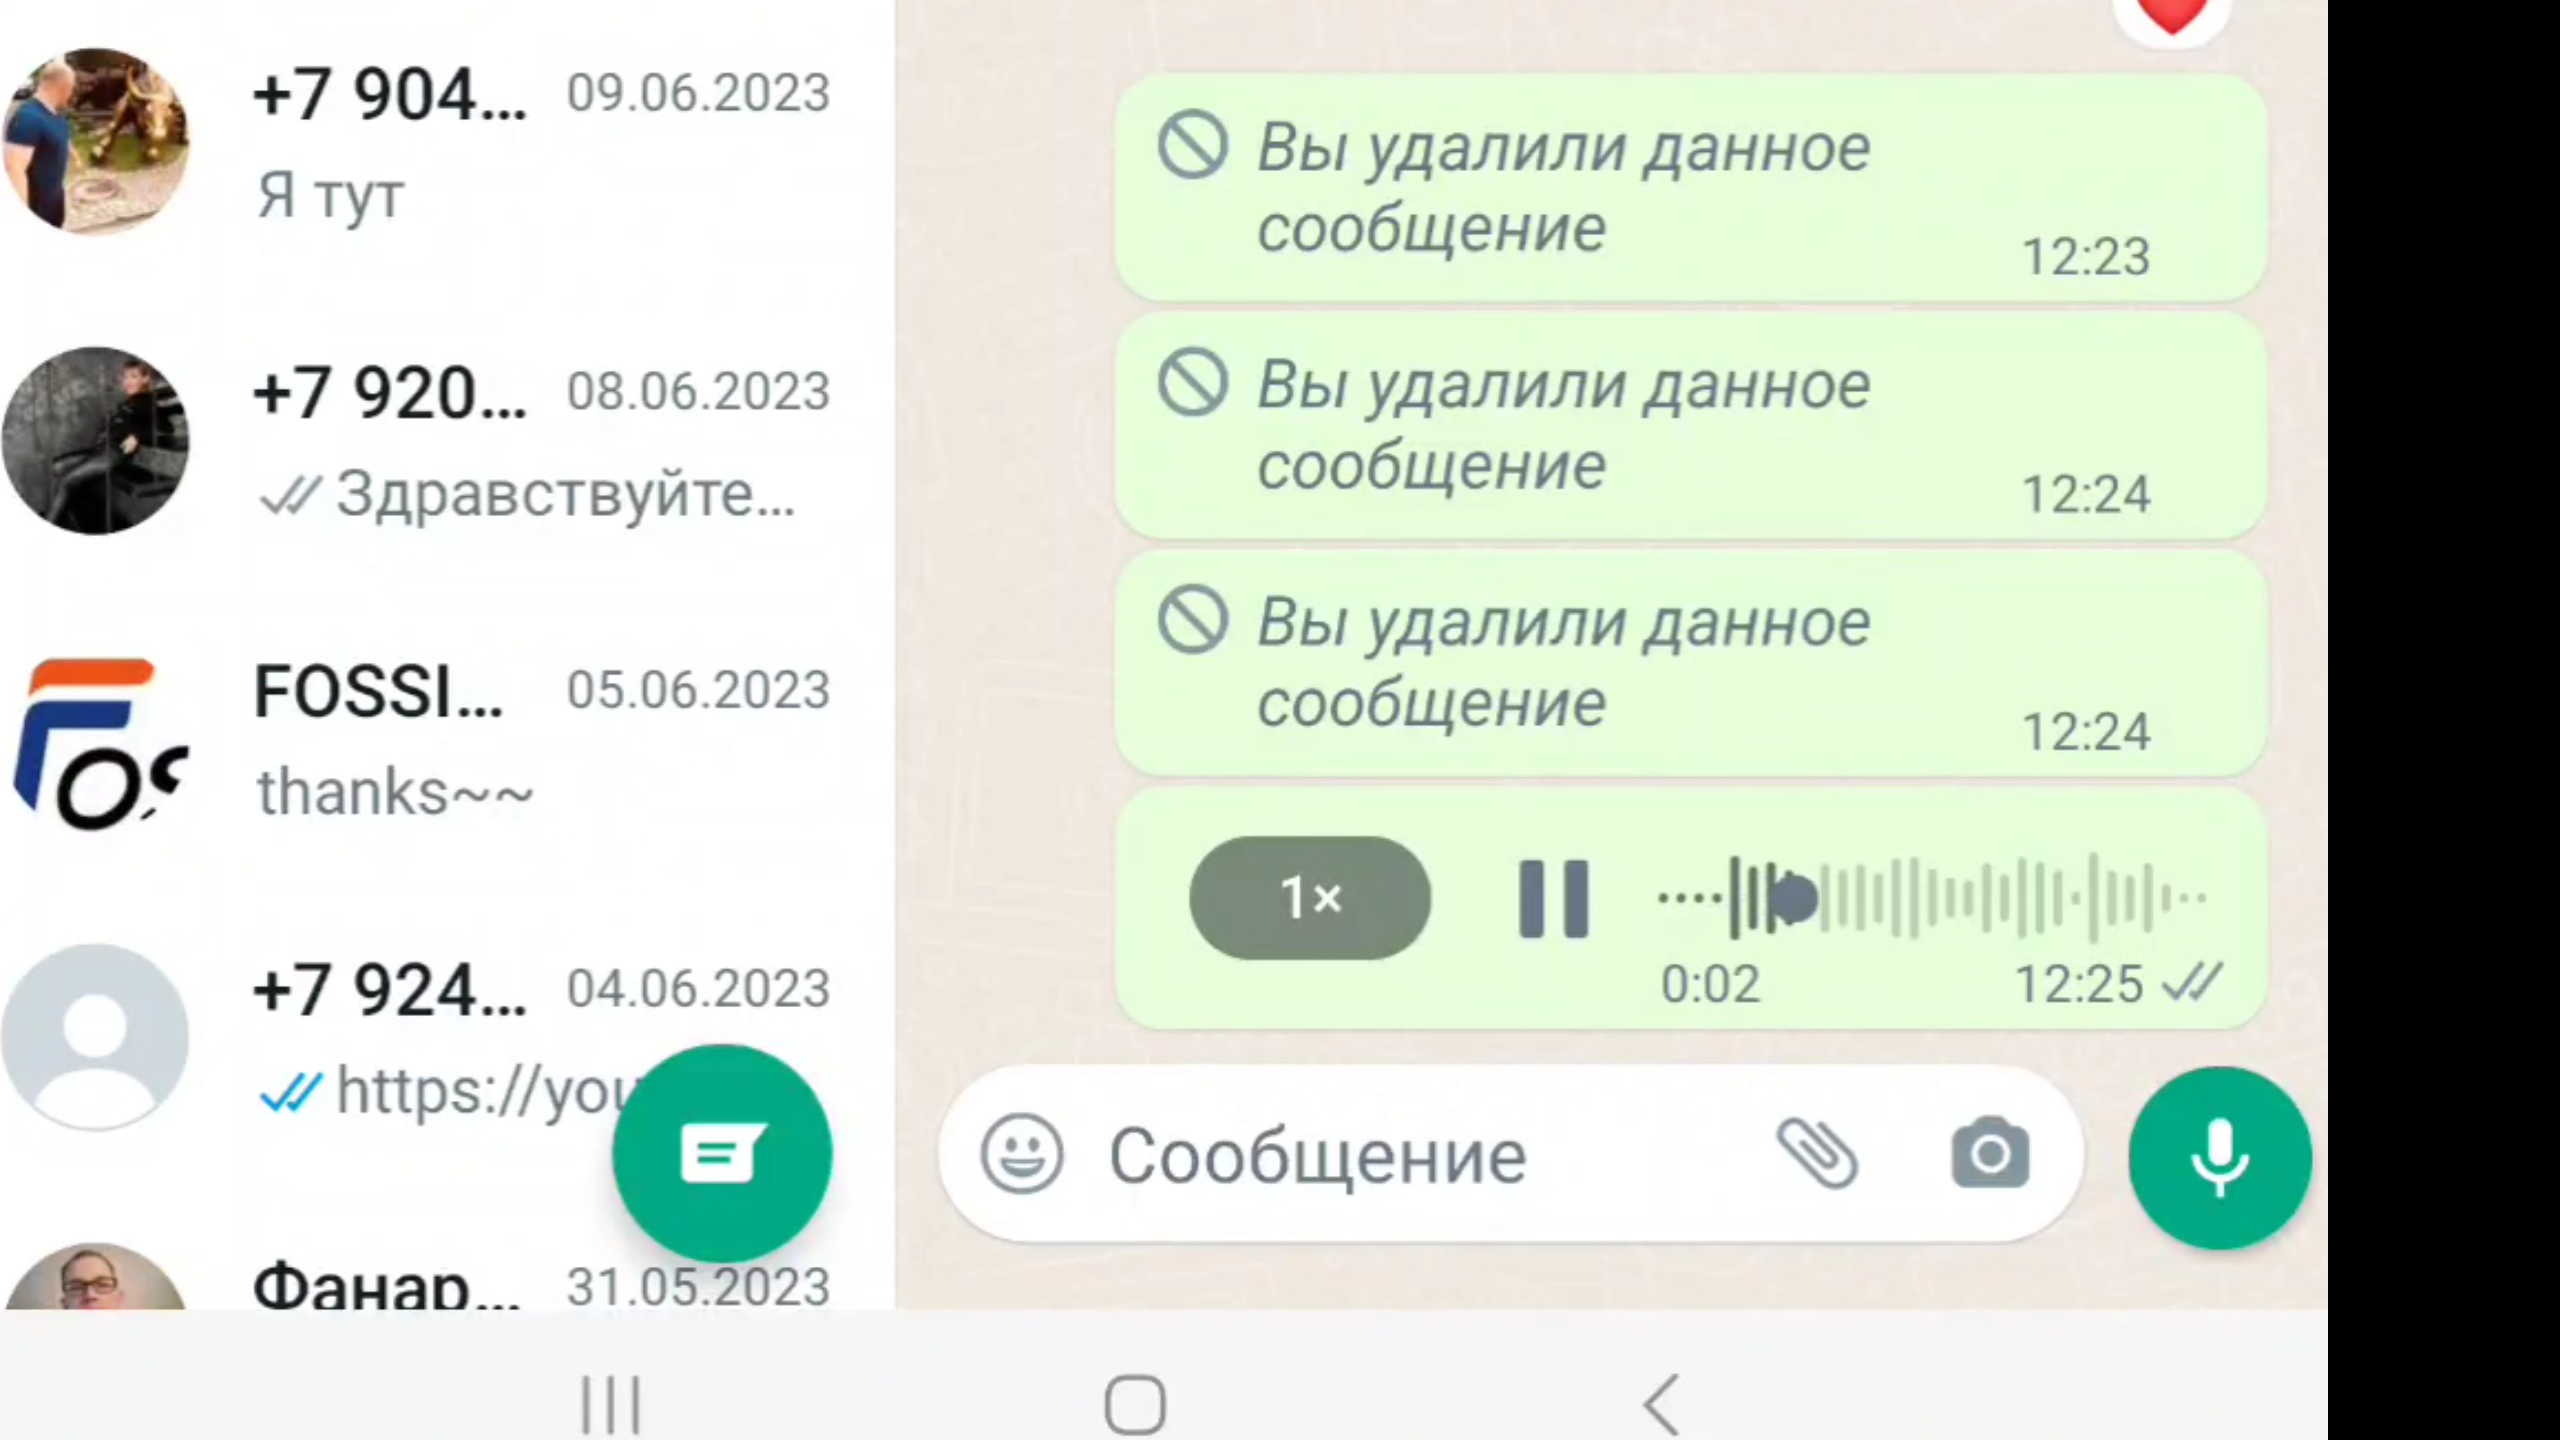 +7 904... 09.06.2023
Я тут
+7 920... 08.06.2023
Здравствуйте...
FOSSI... 05.06.2023
thanks~~
+7 924... 04.06.2023
https://you
Фанар... 31.05.2023
Вы удалили данное
сообщение
12:23
Вы удалили данное
сообщение
12:24
Вы удалили данное
сообщение
12:24
1×
0:02 12:25
Сообщение